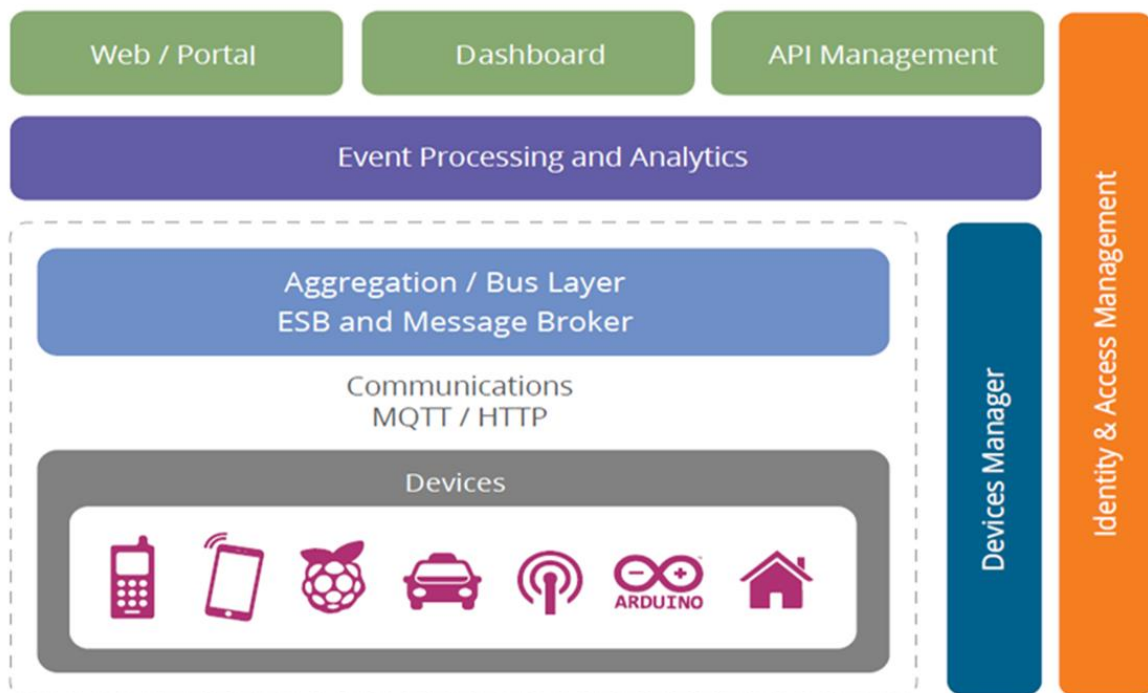 Web / Portal
Dashboard
API Management
Event Processing and Analytics
Aggregation / Bus Layer
ESB and Message Broker
Communications
MQTT / HTTP
Devices
ARDUINO
Devices Manager
Identity & Access Management